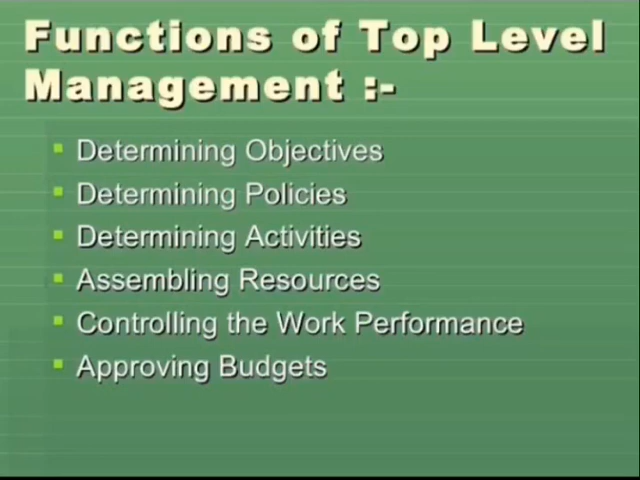 Functions of Top Level
Management :-
Determining Objectives
Determining Policies
Determining Activities
Assembling Resources
Controlling the Work Performance
Approving Budgets